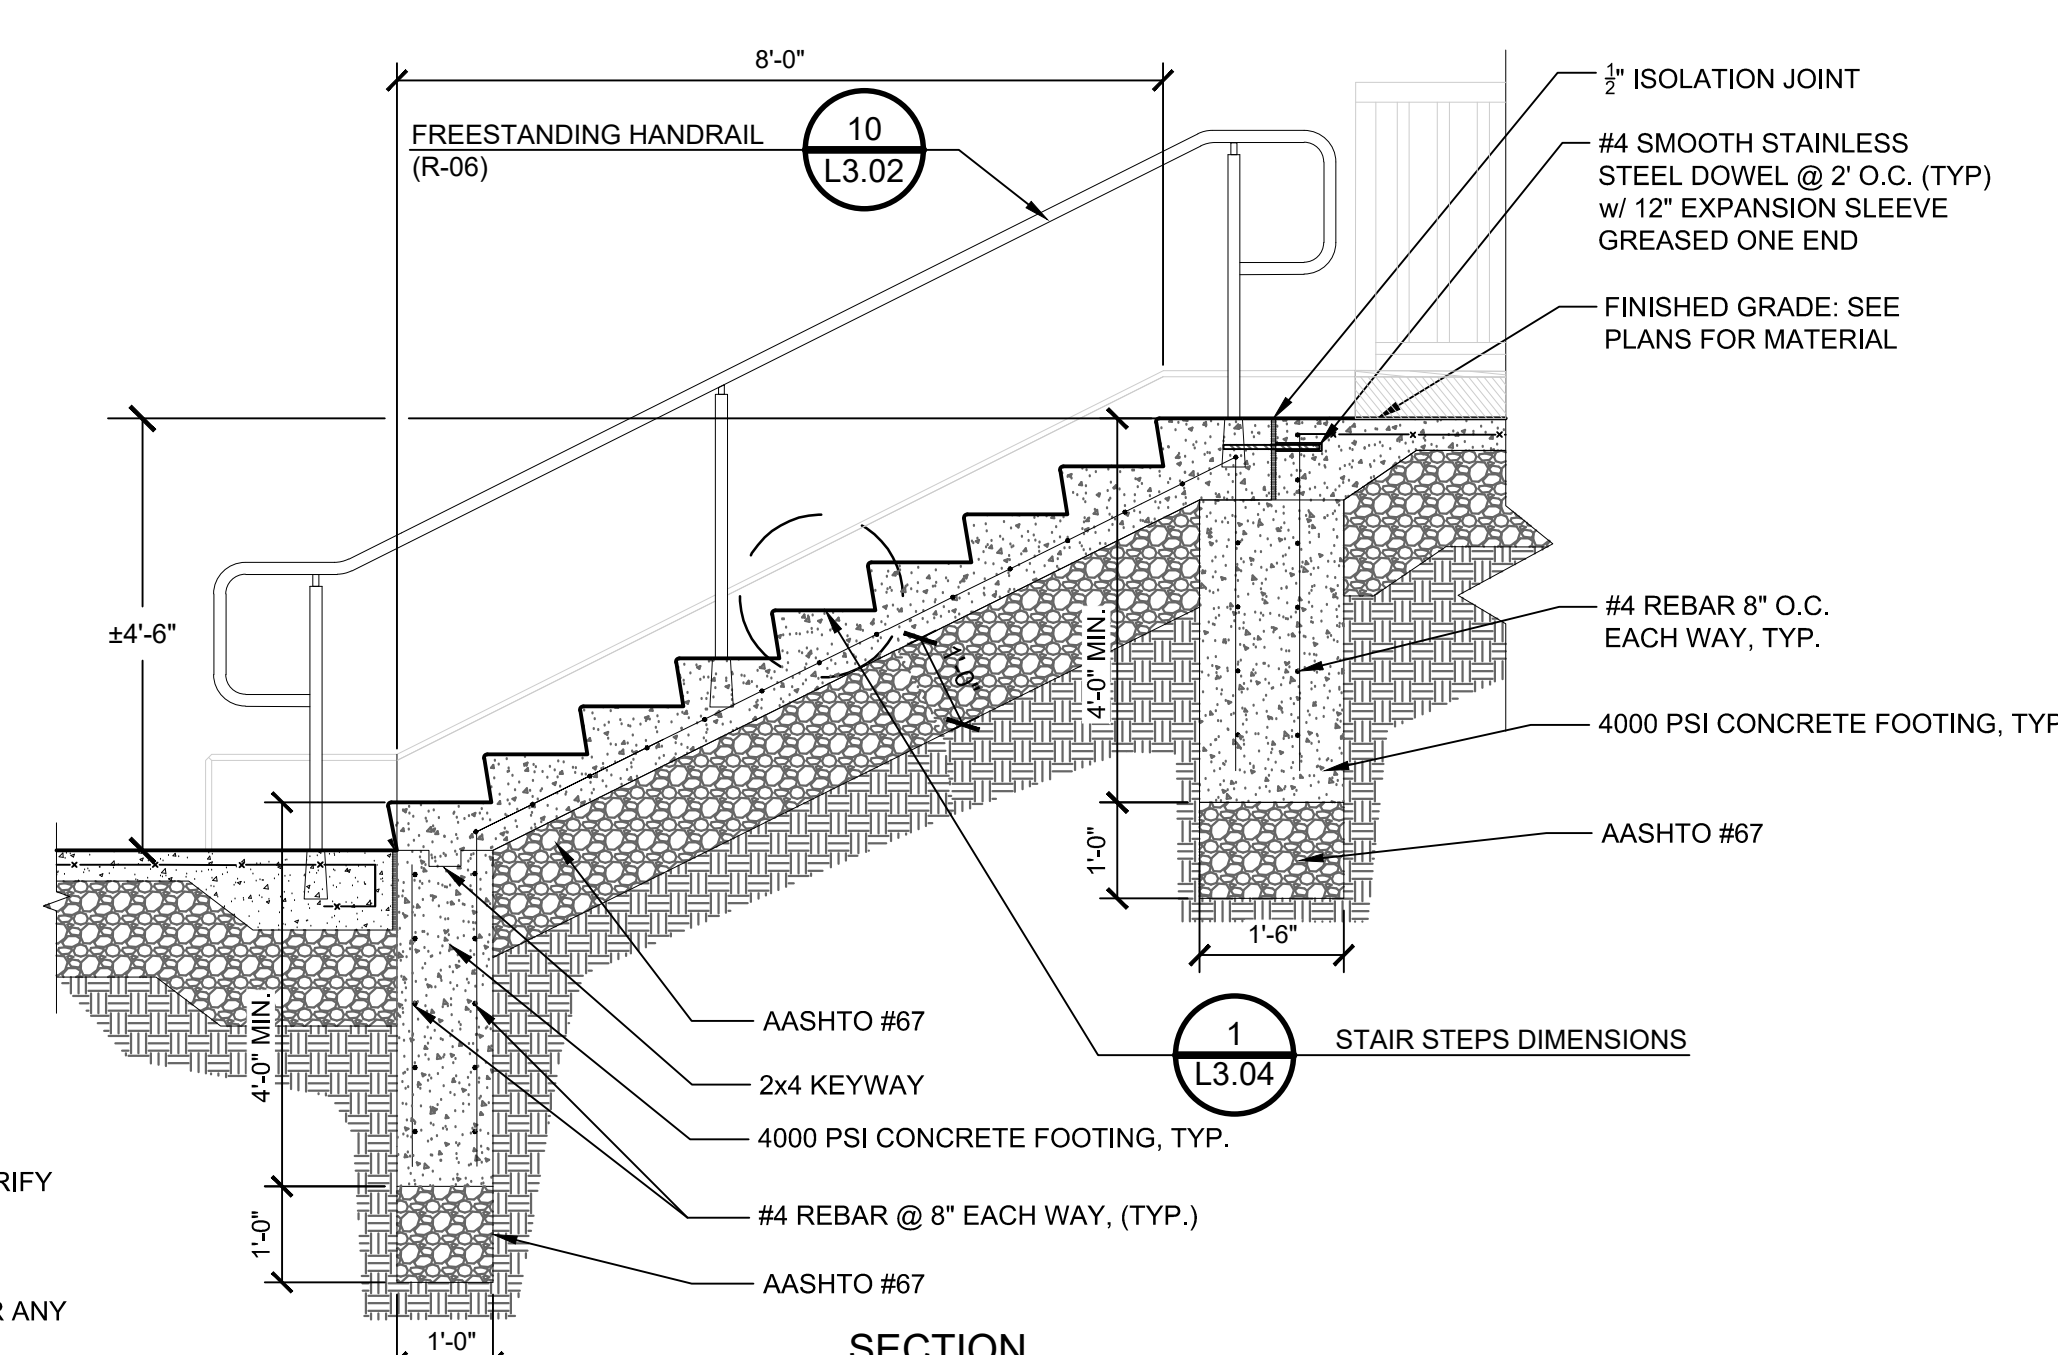 8'-0"
FREESTANDING HANDRAIL
(R-06)
10
L3.02
½" ISOLATION JOINT
#4 SMOOTH STAINLESS
STEEL DOWEL @ 2' O.C. (TYP)
w/ 12" EXPANSION SLEEVE
GREASED ONE END
FINISHED GRADE: SEE
PLANS FOR MATERIAL
±4'-6"
1'-0"
4'-0" MIN.
#4 REBAR 8" O.C.
EACH WAY, TYP.
4000 PSI CONCRETE FOOTING, TYP
1'-0"
AASHTO #67
1'-6"
4'-0" MIN.
AASHTO #67
1
L3.04
STAIR STEPS DIMENSIONS
2x4 KEYWAY
4000 PSI CONCRETE FOOTING, TYP.
RIFY
1'-0"
#4 REBAR @ 8" EACH WAY, (TYP.)
AASHTO #67
R ANY
1'-0"
SECTION